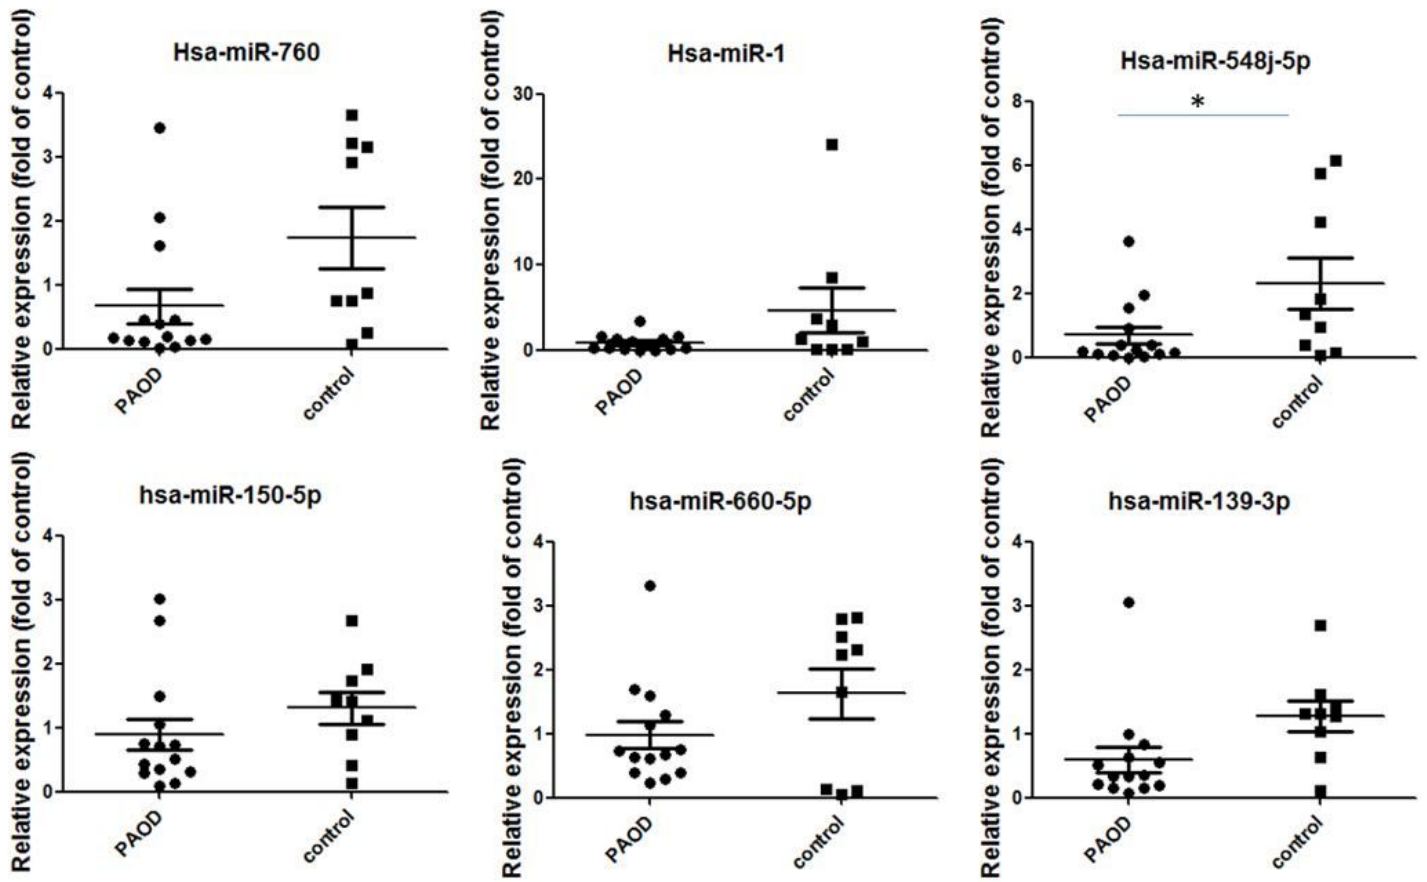 Relative expression (fold of control)
Hsa-miR-760
4
3
2
1
0
PAOD
control
Relative expression (fold of control)
Hsa-miR-1
30
20
10
0
PAOD
control
Relative expression (fold of control)
Hsa-miR-548j-5p
*
8
6
4
2
0
PAOD
control
Relative expression (fold of control)
hsa-miR-150-5p
4
3
2
1
0
PAOD
control
Relative expression (fold of control)
hsa-miR-660-5p
4
3
2
1
0
PAOD
control
Relative expression (fold of control)
hsa-miR-139-3p
4
3
2
1
0
PAOD
control